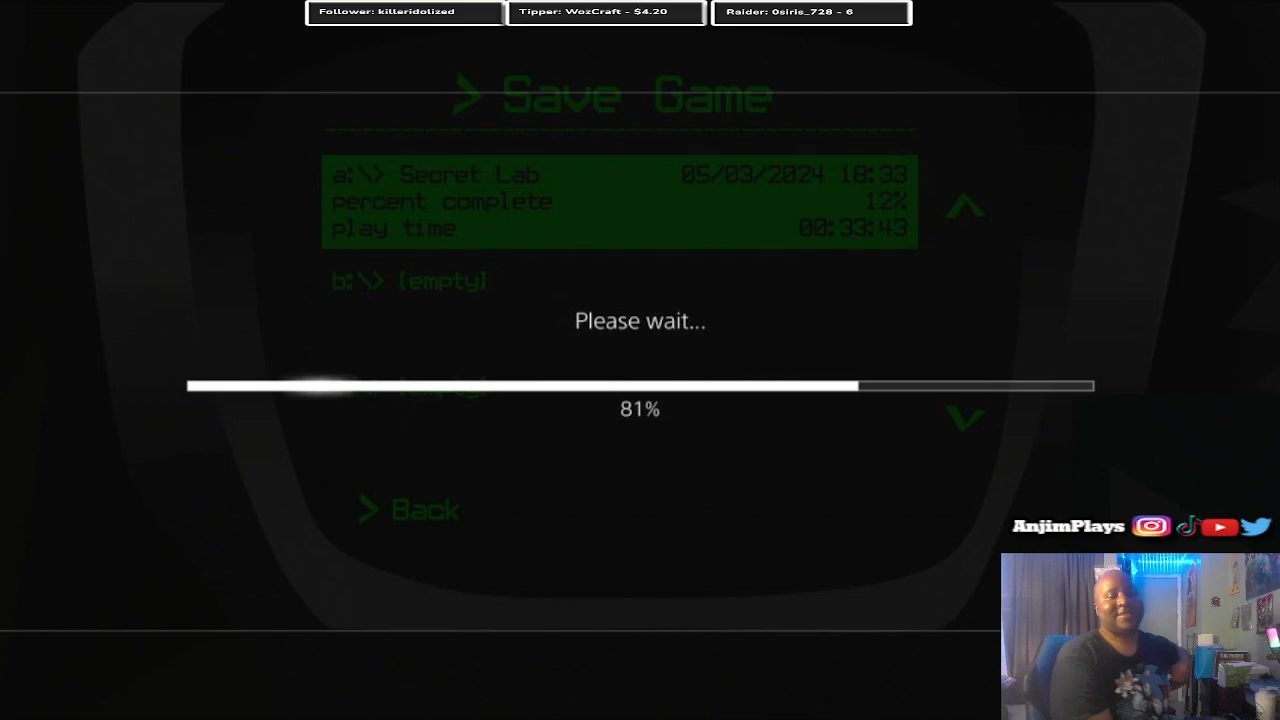 Follower: killeridolized
Tipper: WozCraft - $4.20
Raider: 0siris_728 - 6
> Save Game
a:\> Secret Lab 05/03/2024 18:33
percent complete 12%
play time 00:33:43
b:\> [empty]
Please wait...
81%
> Back
AnjimPlays